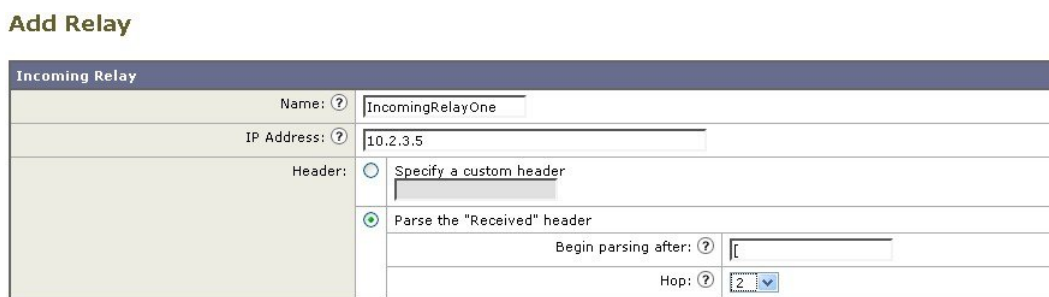 Add Relay
Incoming Relay
Name: ? IncomingRelayOne
IP Address: ? 10.2.3.5
Header: Specify a custom header
Parse the "Received" header
Begin parsing after: ? [
Hop: ? 2